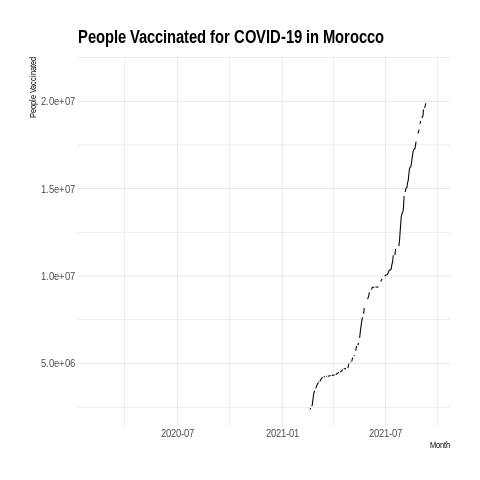 People Vaccinated for COVID-19 in Morocco
People Vaccinated
2.0e+07
1.5e+07
1.0e+07
5.0e+06
2020-07 2021-01 2021-07
Month